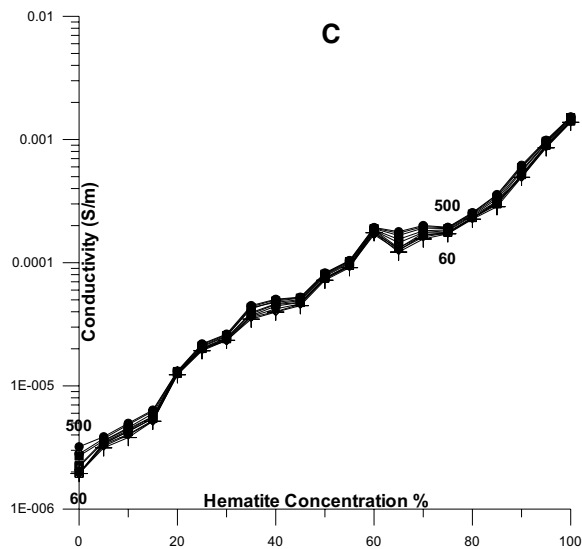 0.01
C
0.001
Conductivity (S/m)
500
0.0001
60
1E-005
500
60
Hematite Concentration %
1E-006
0 20 40 60 80 100